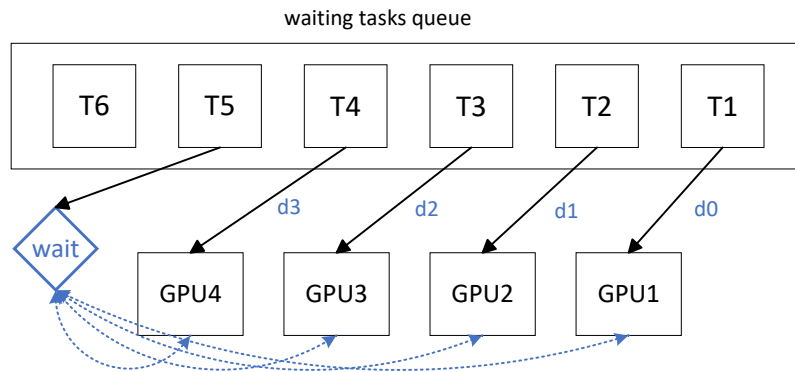 waiting tasks queue
T6 T5 T4 T3 T2 T1
d3 d2 d1 d0
wait
GPU4 GPU3 GPU2 GPU1